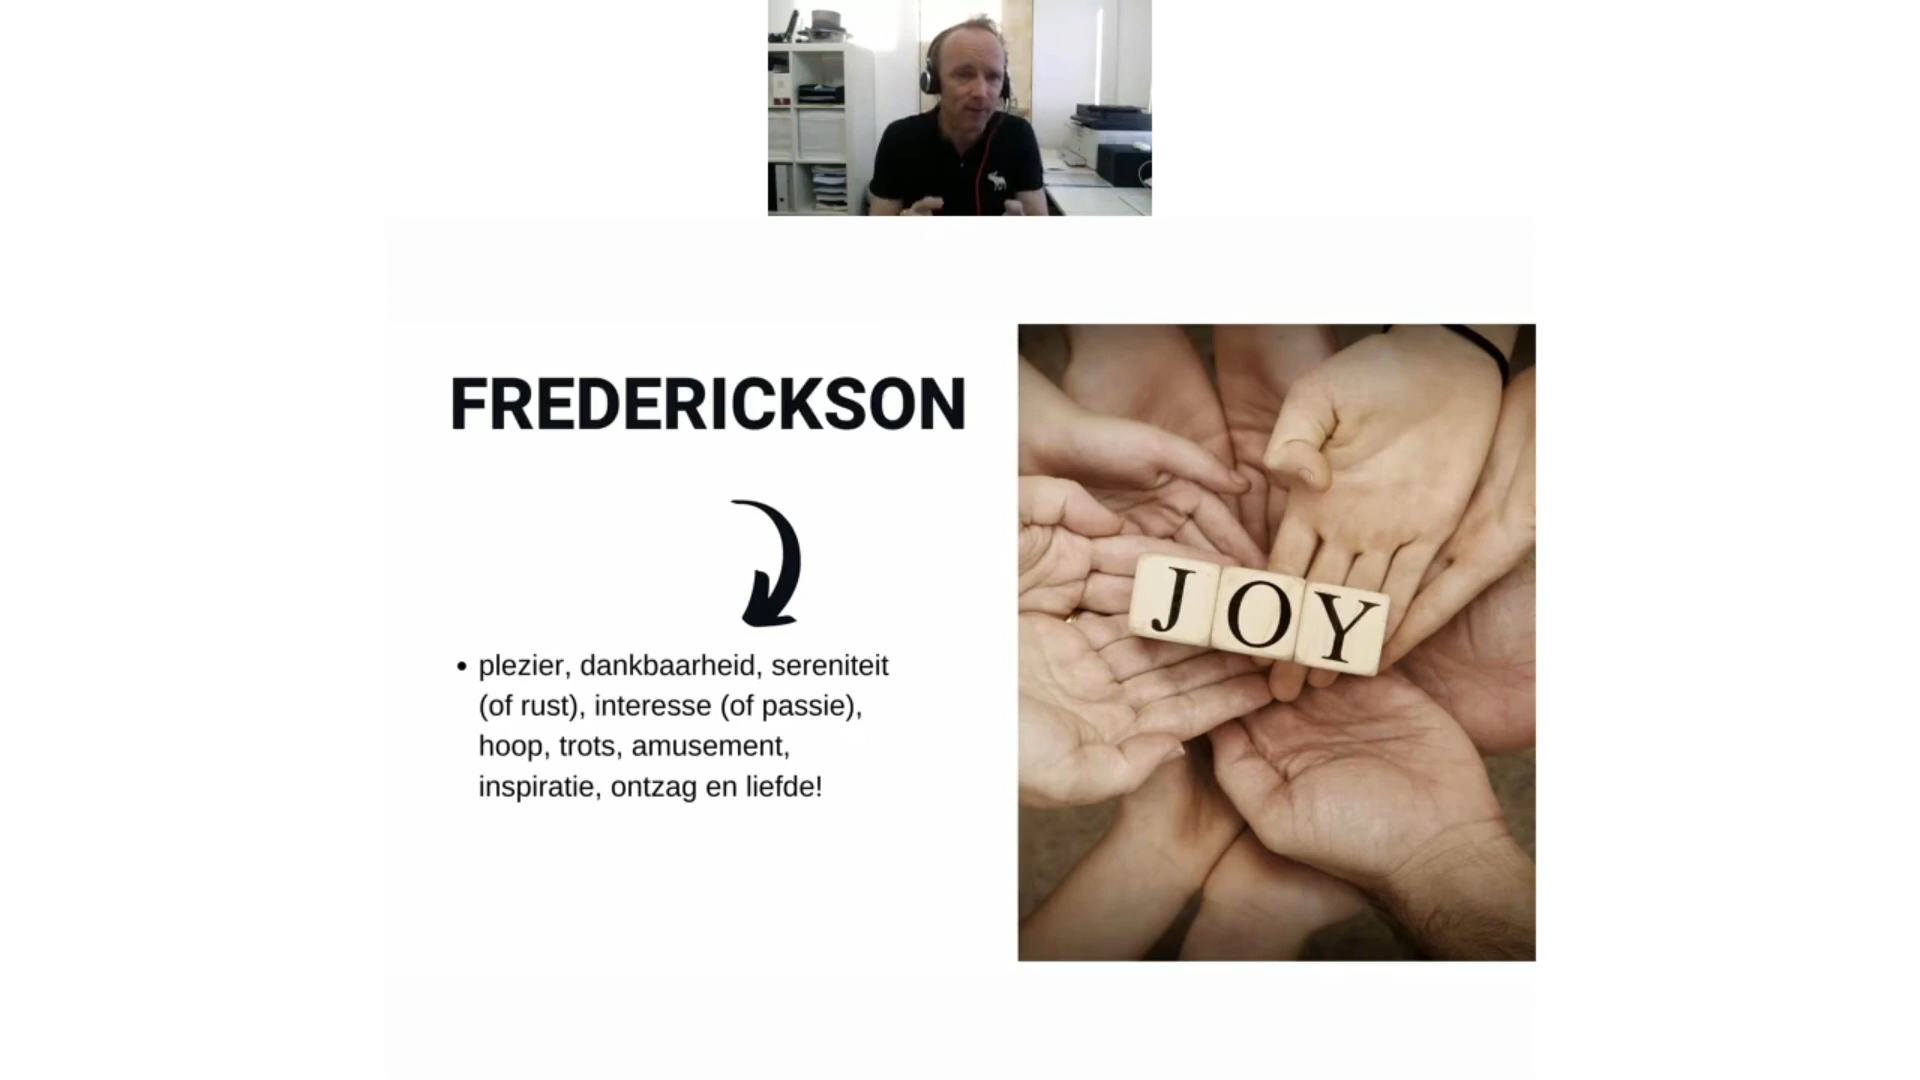 FREDERICKSON
• plezier, dankbaarheid, sereniteit
(of rust), interesse (of passie),
hoop, trots, amusement,
inspiratie, ontzag en liefde!
JOY